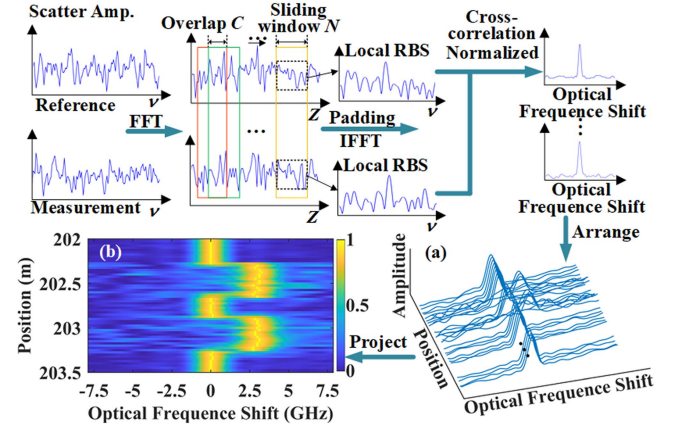 Scatter Amp.
Reference
ν
Measurement
ν
FFT
Overlap C
...
Sliding
window N
Z
...
Z
Local RBS
ν
Padding
IFFT
Local RBS
ν
Cross-
correlation
Normalized
Optical
Frequence Shift
Optical
Frequence Shift
Arrange
(a)
Amplitude
Position
Optical Frequence Shift
Project
(b)
Position (m)
202
202.5
203
203.5
-7.5
-5
-2.5
0
2.5
5
7.5
Optical Frequence Shift (GHz)
1
0.5
0